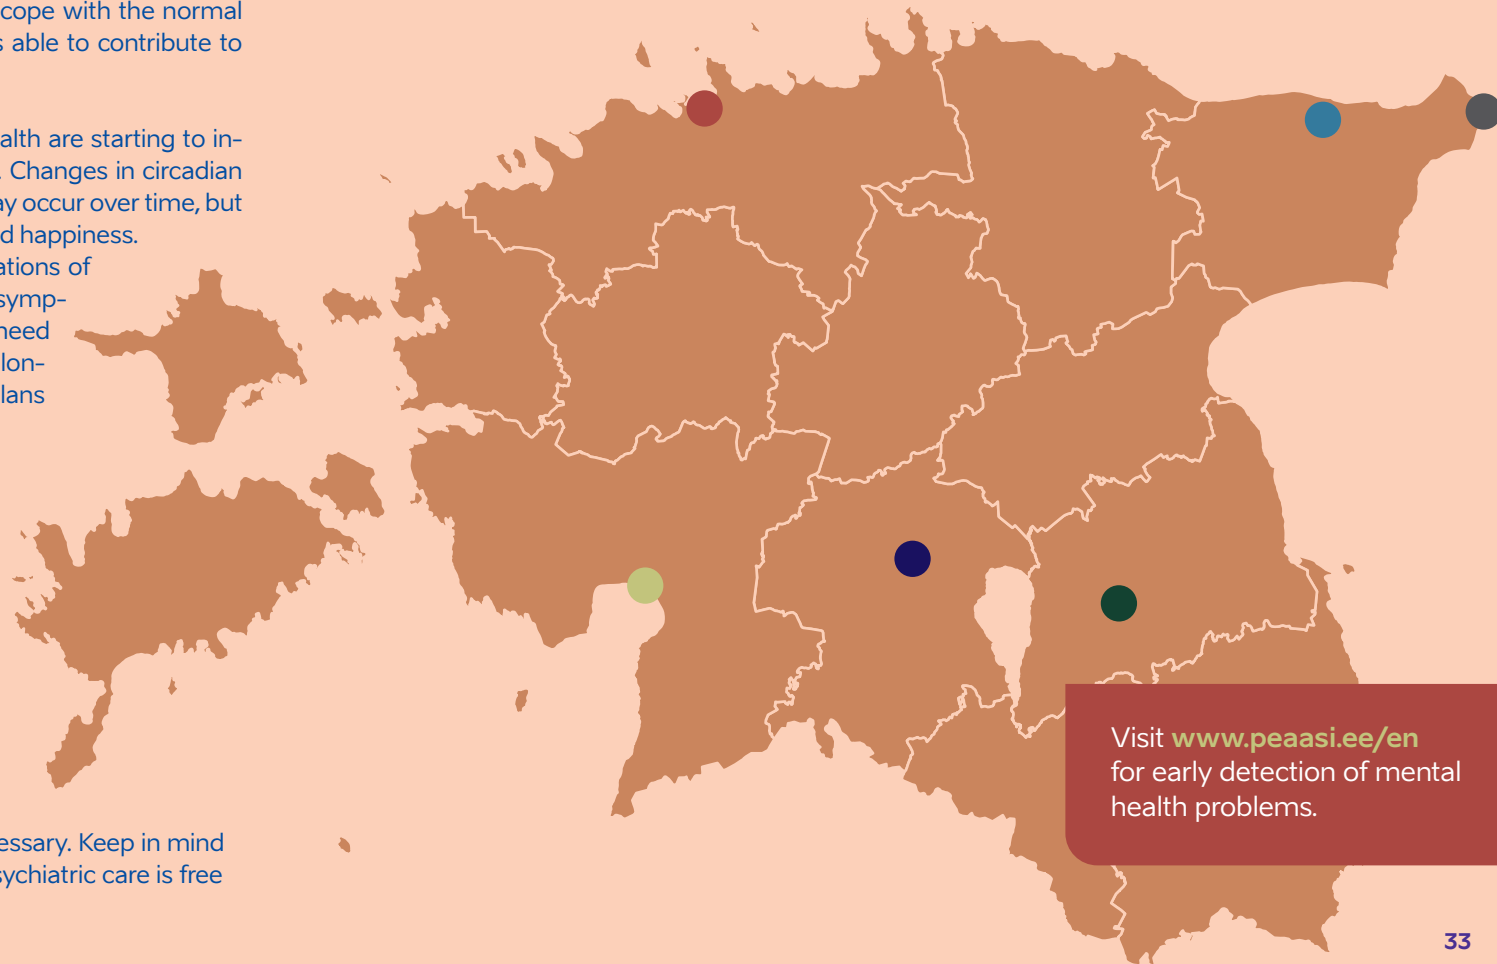 cope with the normal
s able to contribute to
alth are starting to in-
. Changes in circadian
ay occur over time, but
d happiness.
ations of
symp-
need
lon-
lans
essary. Keep in mind
sychiatric care is free
Visit www.peaasi.ee/en
for early detection of mental
health problems.
33